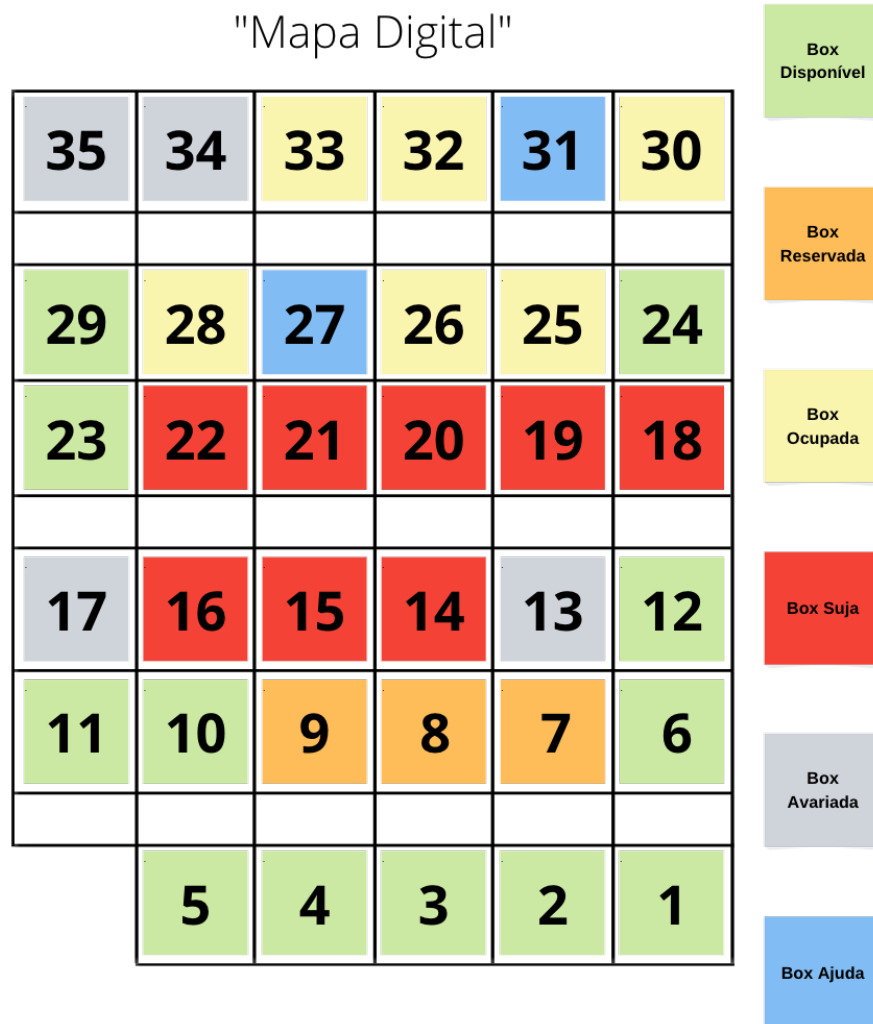 "Mapa Digital"
35 34 33 32 31 30
29 28 27 26 25 24
23 22 21 20 19 18
17 16 15 14 13 12
11 10 9 8 7 6
5 4 3 2 1
Box
Disponível
Box
Reservada
Box
Ocupada
Box Suja
Box
Avariada
Box Ajuda